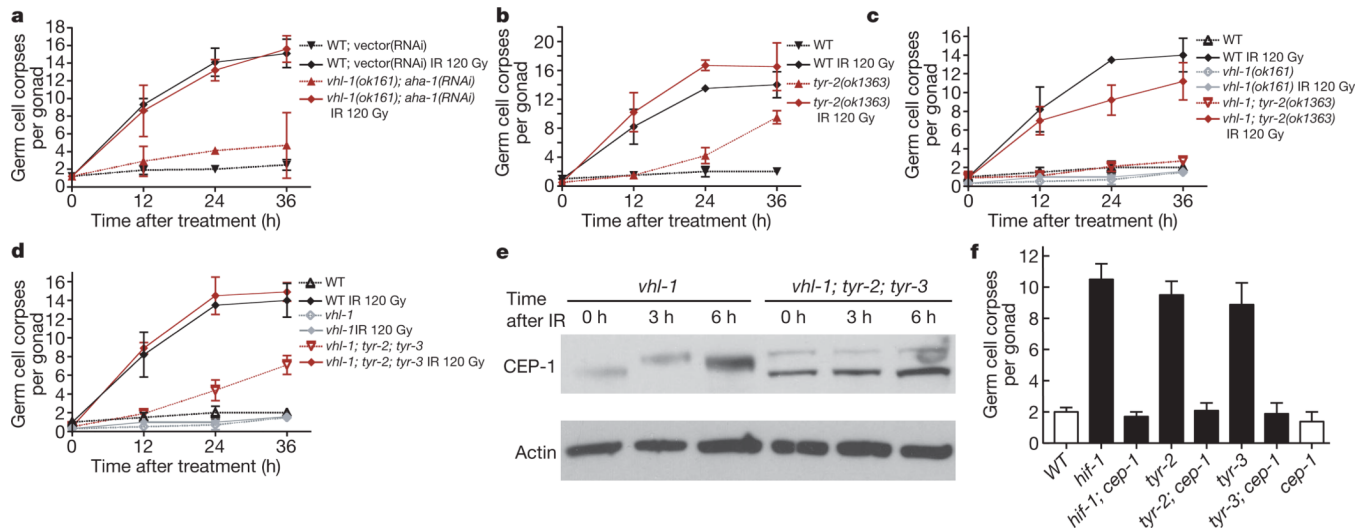 a
Germ cell corpses
per gonad
18
16
14
12
10
8
6
4
2
0
0 12 24 36
Time after treatment (h)
WT; vector(RNAi)
WT; vector(RNAi) IR 120 Gy
vhl-1(ok161); aha-1(RNAi)
vhl-1(ok161); aha-1(RNAi)
IR 120 Gy
b
Germ cell corpses
per gonad
20
16
12
8
4
0
0 12 24 36
Time after treatment (h)
WT
WT IR 120 Gy
tyr-2(ok1363)
tyr-2(ok1363)
IR 120 Gy
c
Germ cell corpses
per gonad
16
14
12
10
8
6
4
2
0
0 12 24 36
Time after treatment (h)
WT
WT IR 120 Gy
vhl-1(ok161)
vhl-1(ok161) IR 120 Gy
vhl-1; tyr-2(ok1363)
vhl-1; tyr-2(ok1363)
IR 120 Gy
d
Germ cell corpses
per gonad
16
14
12
10
8
6
4
2
0
0 12 24 36
Time after treatment (h)
WT
WT IR 120 Gy
vhl-1
vhl-1IR 120 Gy
vhl-1; tyr-2; tyr-3
vhl-1; tyr-2; tyr-3 IR 120 Gy
e
vhl-1 vhl-1; tyr-2; tyr-3
Time
after IR
0 h 3 h 6 h 0 h 3 h 6 h
CEP-1
Actin
f
Germ cell corpses
per gonad
12
10
8
6
4
2
0
WT
hif-1
hif-1; cep-1
tyr-2
tyr-2; cep-1
tyr-3
tyr-3; cep-1
cep-1